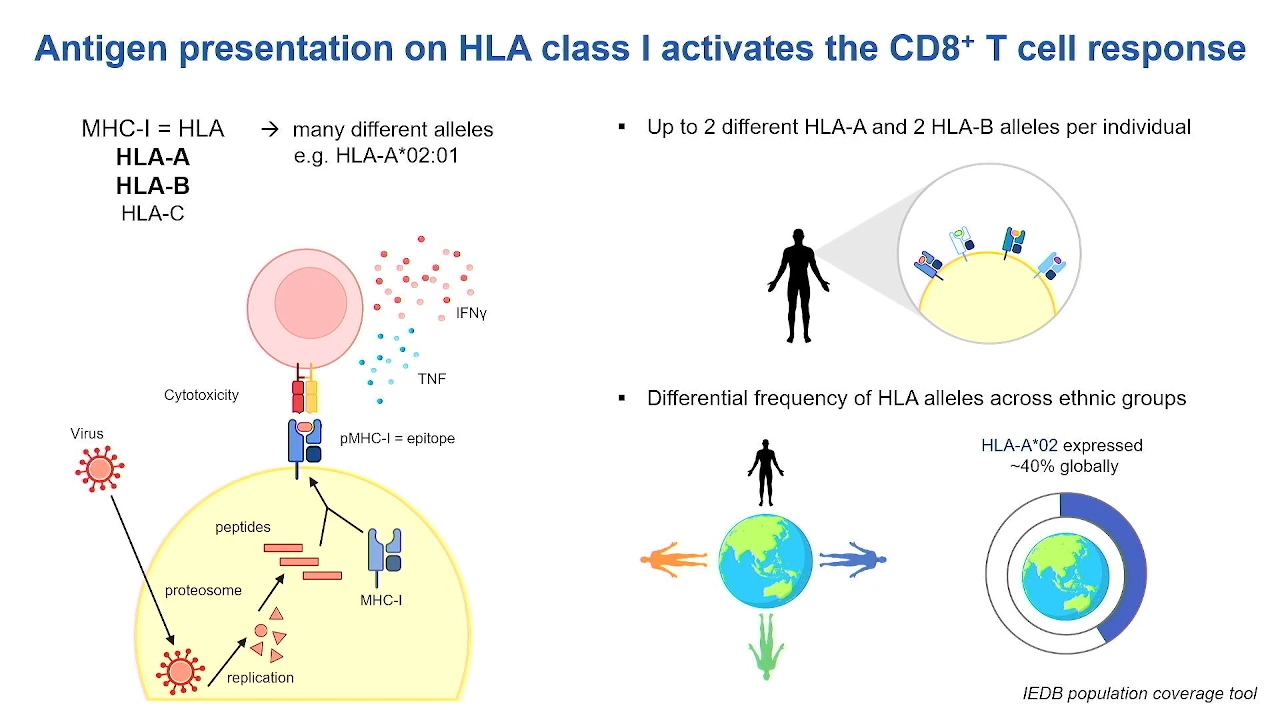 Antigen presentation on HLA class I activates the CD8⁺ T cell response
MHC-I = HLA → many different alleles
HLA-A e.g. HLA-A*02:01
HLA-B
HLA-C
IFNγ
TNF
Cytotoxicity
pMHC-I = epitope
Virus
peptides
proteosome
MHC-I
replication
▪ Up to 2 different HLA-A and 2 HLA-B alleles per individual
▪ Differential frequency of HLA alleles across ethnic groups
HLA-A*02 expressed
~40% globally
IEDB population coverage tool